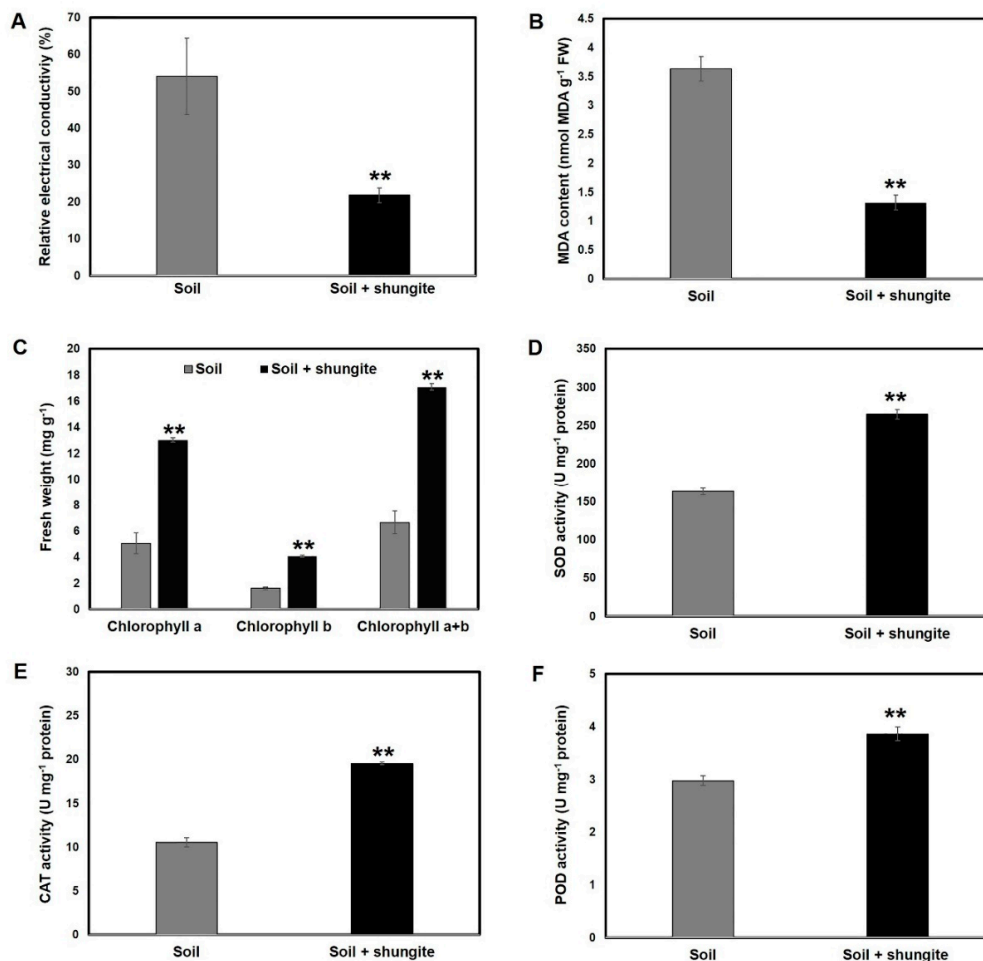 A
Relative electrical conductiviy (%)
70
60
50
40
30
20
10
0
**
Soil
Soil + shungite
B
MDA content (nmol MDA g-1 FW)
4.5
4
3.5
3
2.5
2
1.5
1
0.5
0
**
Soil
Soil + shungite
C
Fresh weight (mg g-1)
20
18
16
14
12
10
8
6
4
2
0
Soil
Soil + shungite
**
**
**
Chlorophyll a
Chlorophyll b
Chlorophyll a+b
D
SOD activity (U mg-1 protein)
350
300
250
200
150
100
50
0
**
Soil
Soil + shungite
E
CAT activity (U mg-1 protein)
30
25
20
15
10
5
0
**
Soil
Soil + shungite
F
POD activity (U mg-1 protein)
5
4
3
2
1
0
**
Soil
Soil + shungite